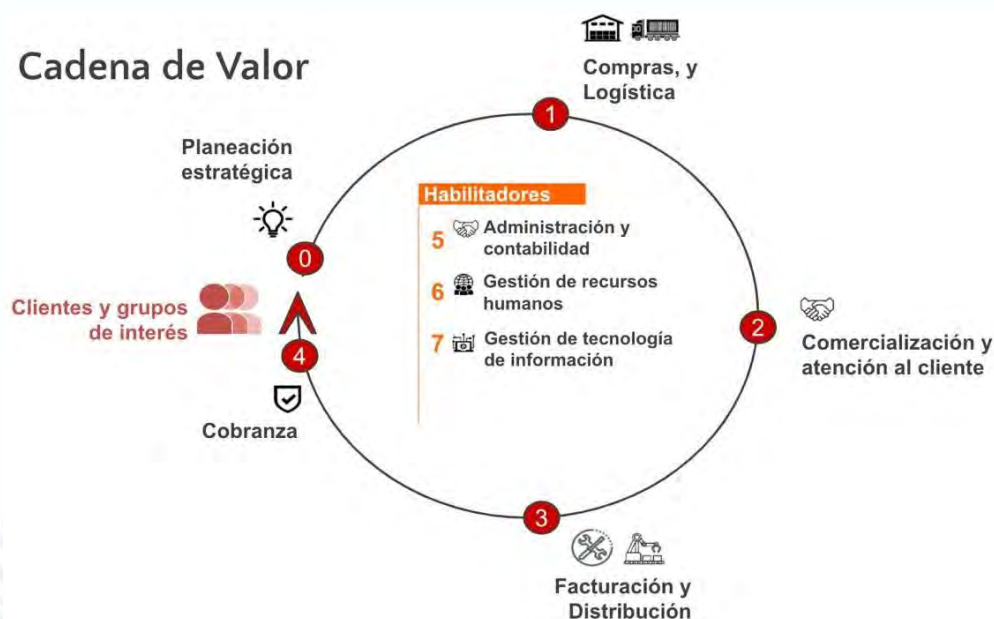 Cadena de Valor
Compras, y
Logística
1
Planeación
estratégica
0
Habilitadores
5 Administración y
contabilidad
6 Gestión de recursos
humanos
7 Gestión de tecnología
de información
Clientes y grupos
de interés
2
Comercialización y
atención al cliente
4
Cobranza
3
Facturación y
Distribución